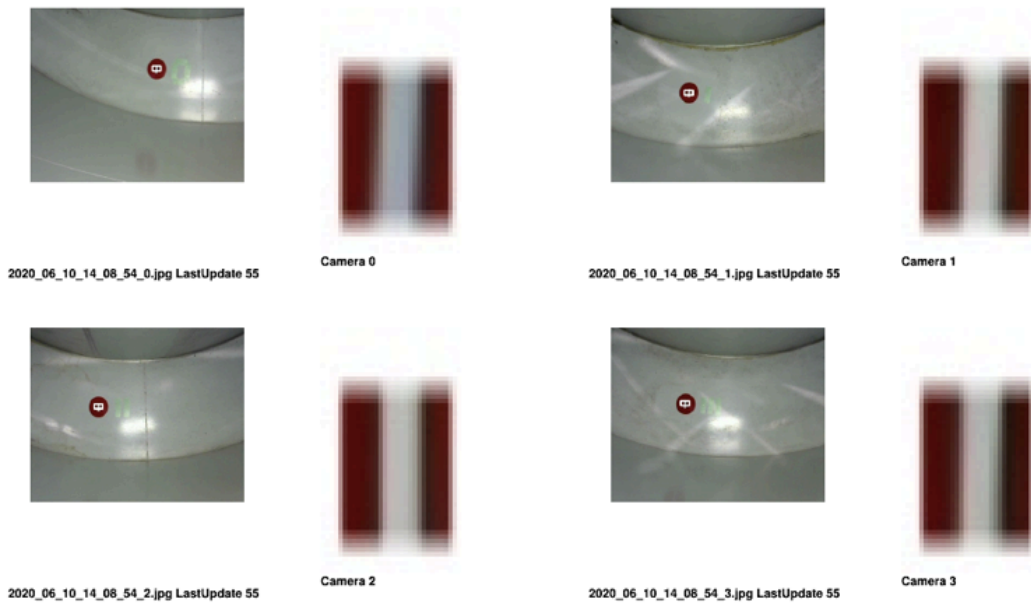 Camera 0
2020_06_10_14_08_54_0.jpg LastUpdate 55
Camera 1
2020_06_10_14_08_54_1.jpg LastUpdate 55
Camera 2
2020_06_10_14_08_54_2.jpg LastUpdate 55
Camera 3
2020_06_10_14_08_54_3.jpg LastUpdate 55